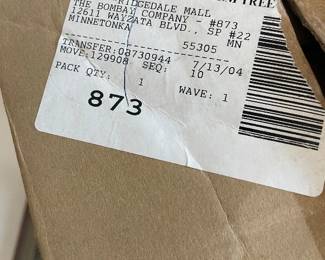 RIDGEDALE MALL
THE BOMBAY COMPANY #873
12611 WAYZATA BLVD., SP #22
MINNETONKA MN
55305
TRANSFER:08730944 7/13/04
MOVE:129908 SEQ: 10
PACK QTY: 1 WAVE: 1
873